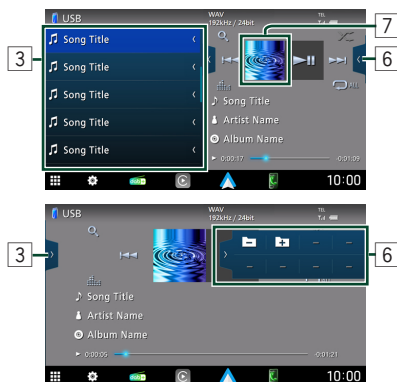 USB
WAV
192kHz / 24bit
TEL
7
3
6
Song Title
Song Title
Song Title
Song Title
Song Title
ALL
Song Title
Artist Name
Album Name
0:00:17
-0:01:09
10:00
USB
WAV
192kHz / 24bit
TEL
3
6
Song Title
Artist Name
Album Name
0:00:05
-0:01:21
10:00